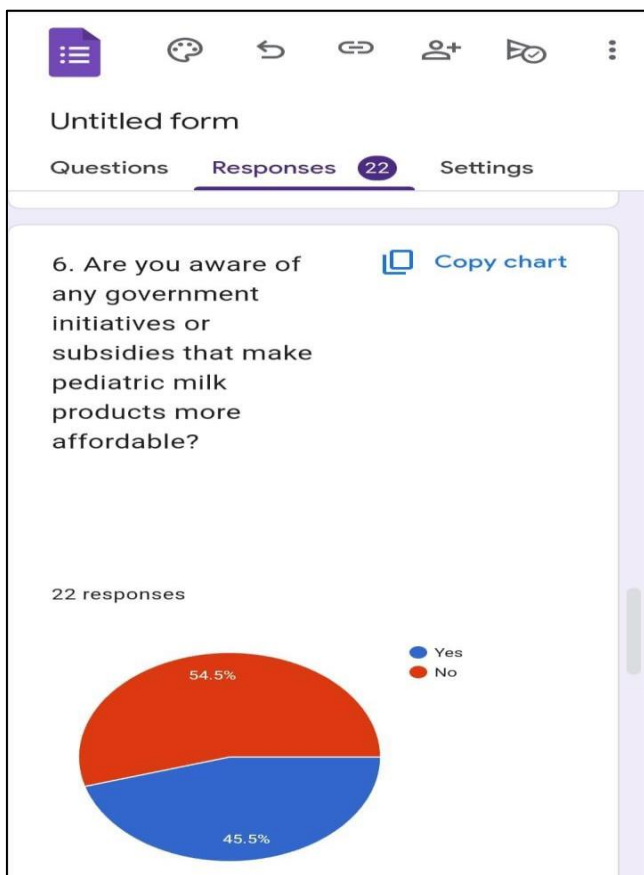 Untitled form
Questions Responses 22 Settings
6. Are you aware of
any government
initiatives or
subsidies that make
pediatric milk
products more
affordable?
Copy chart
22 responses
Yes
No
54.5%
45.5%